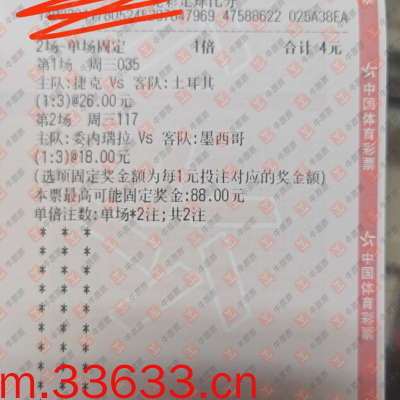 47588622 028A38EA
2场-单场固定 1倍 合计 4元
第1场 周三035
主队:捷克 Vs 客队:土耳其
(1:3)@26.00元
第2场 周三117
主队:委内瑞拉 Vs 客队:墨西哥
(1:3)@18.00元
(选项固定奖金额为每1元投注对应的奖金额)
本票最高可能固定奖金:88.00元
单倍注数:单场*2注;共2注
* * *
* * *
* * *
* * *
* * *
* * *
* * *
* * *
* * *
* * *
* * *
中国体育彩票
中国体育彩票
m.33633.cn